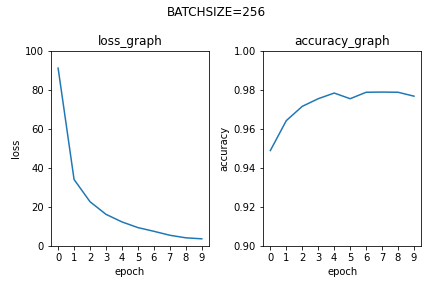 BATCHSIZE=256
loss_graph
100
80
60
40
20
0
loss
0 1 2 3 4 5 6 7 8 9
epoch
accuracy_graph
1.00
0.98
0.96
0.94
0.92
0.90
accuracy
0 1 2 3 4 5 6 7 8 9
epoch